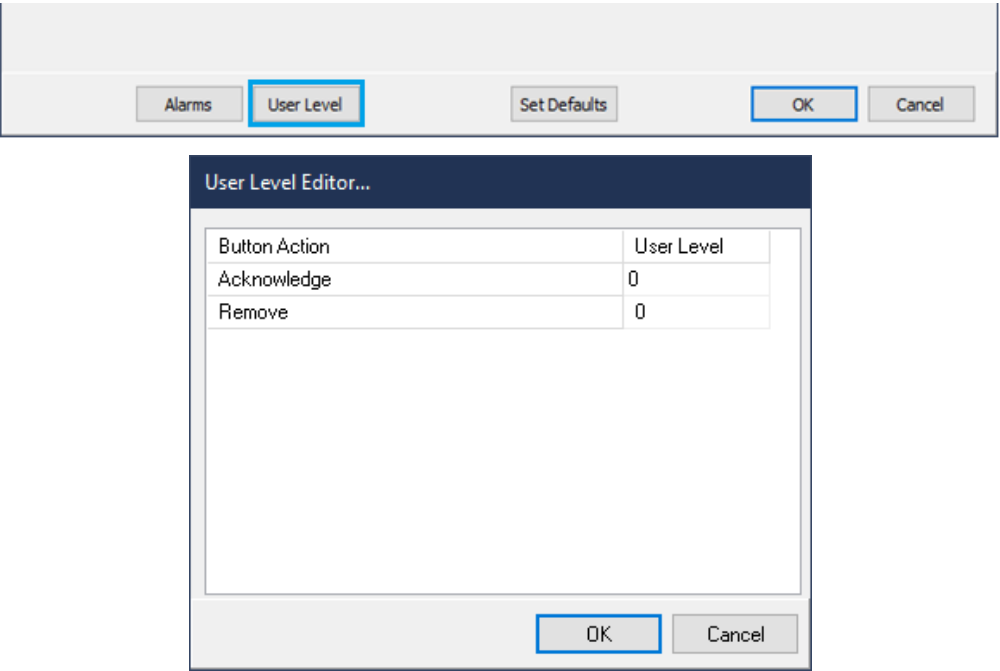 Alarms User Level Set Defaults OK Cancel
User Level Editor...
Button Action User Level
Acknowledge 0
Remove 0
OK Cancel